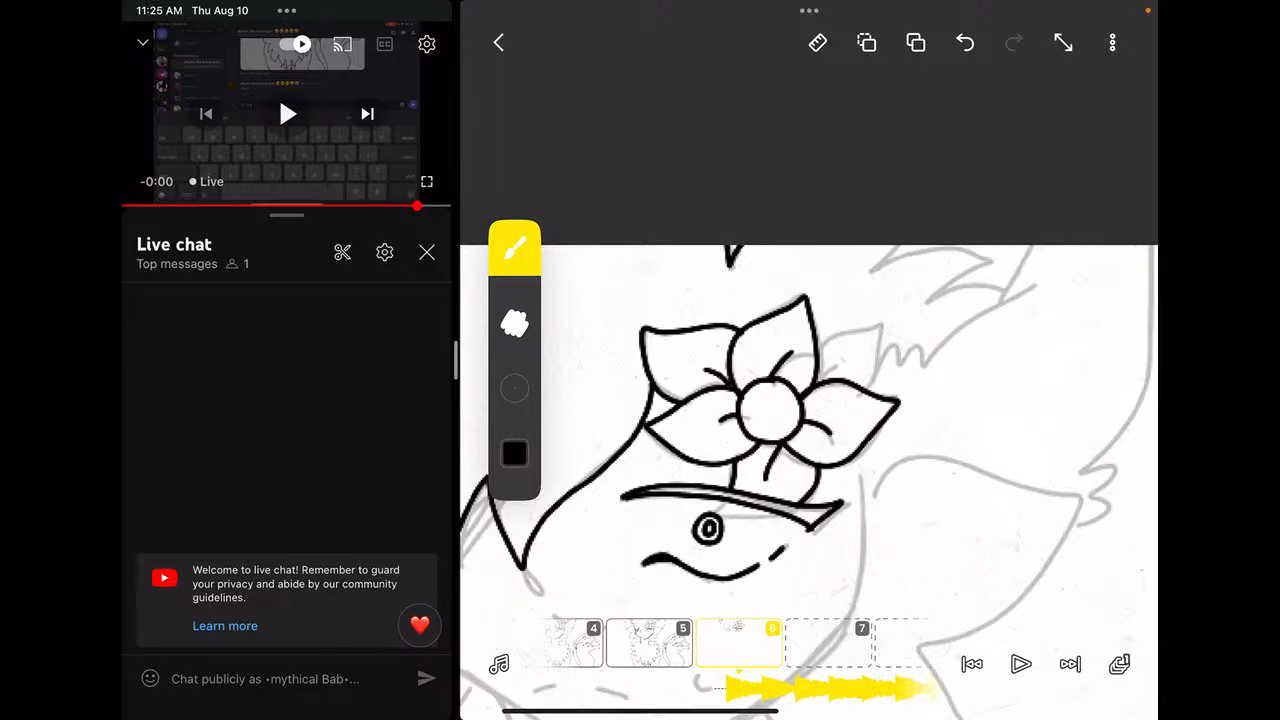 11:25 AM Thu Aug 10
-0:00 Live
Live chat
Top messages 1
Welcome to live chat! Remember to guard
your privacy and abide by our community
guidelines.
Learn more
Chat publicly as •mythical Bab•...
4 5 6 7